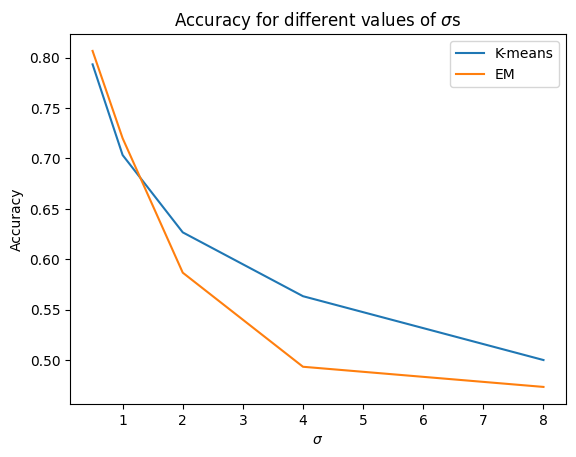 Accuracy for different values of σs
K-means
EM
0.80
0.75
0.70
0.65
0.60
0.55
0.50
Accuracy
1 2 3 4 5 6 7 8
σ